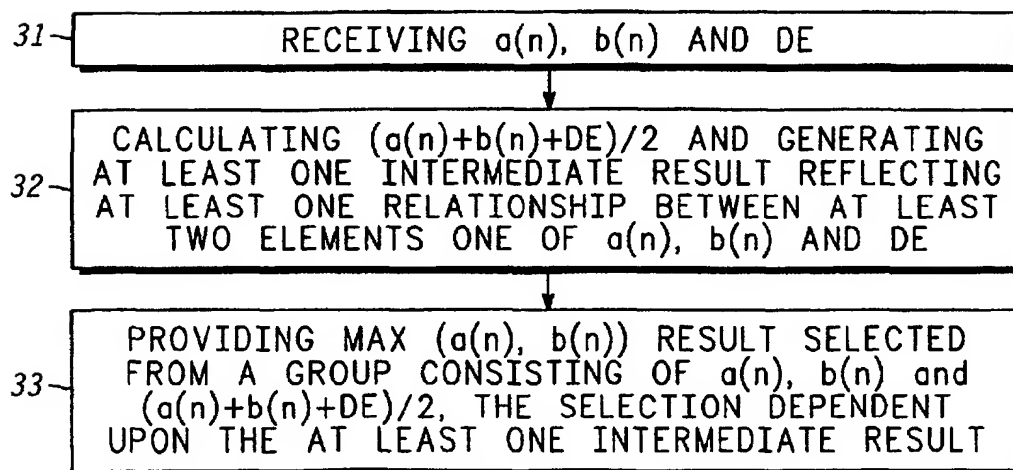 31
RECEIVING a(n), b(n) AND DE
32
CALCULATING (a(n)+b(n)+DE)/2 AND GENERATING
AT LEAST ONE INTERMEDIATE RESULT REFLECTING
AT LEAST ONE RELATIONSHIP BETWEEN AT LEAST
TWO ELEMENTS ONE OF a(n), b(n) AND DE
33
PROVIDING MAX (a(n), b(n)) RESULT SELECTED
FROM A GROUP CONSISTING OF a(n), b(n) and
(a(n)+b(n)+DE)/2, THE SELECTION DEPENDENT
UPON THE AT LEAST ONE INTERMEDIATE RESULT